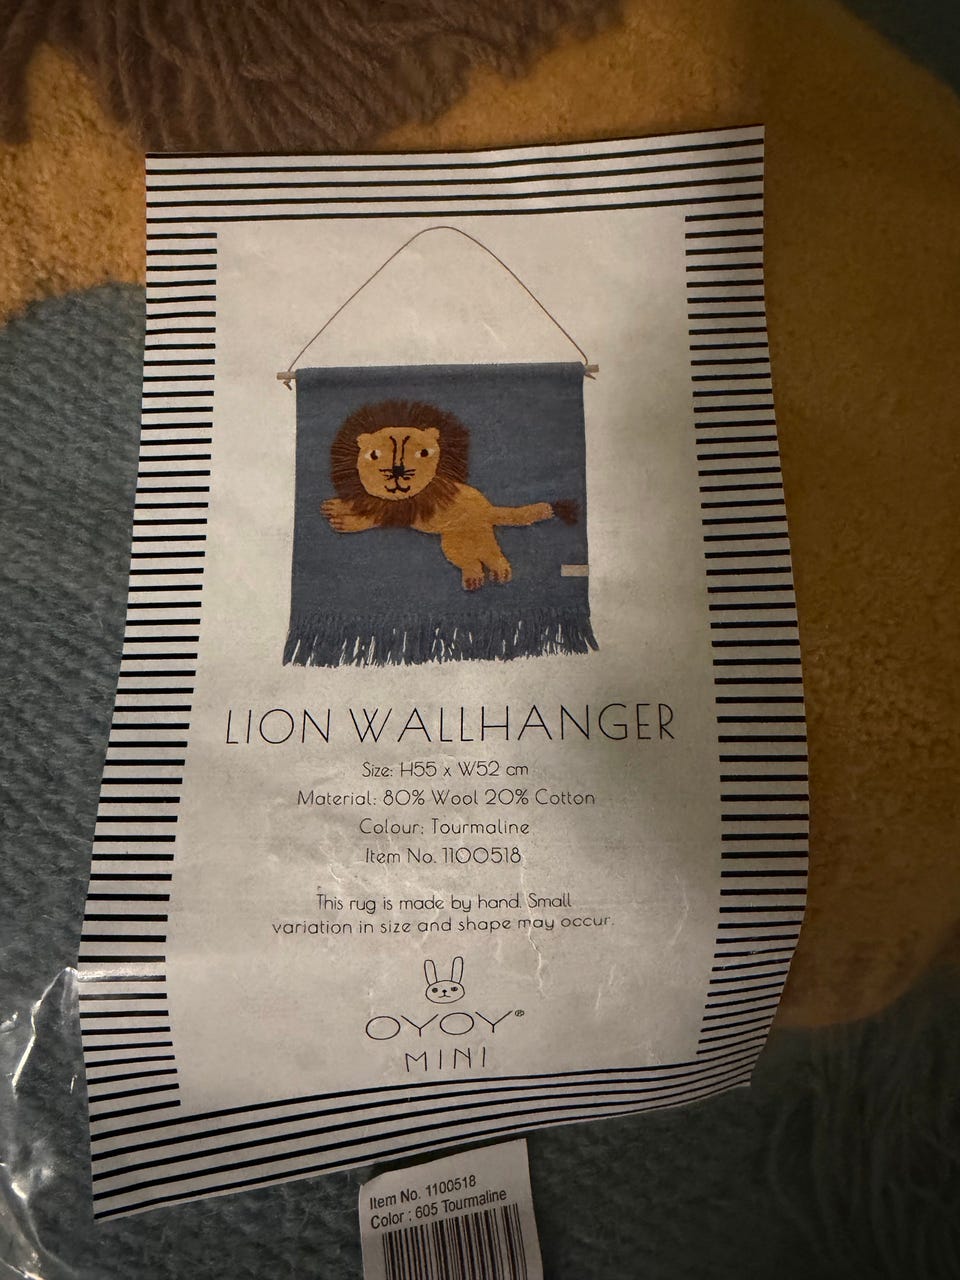 LION WALLHANGER
Size: H55 x W52 cm
Material: 80% Wool 20% Cotton
Colour: Tourmaline
Item No. 1100518
This rug is made by hand. Small
variation in size and shape may occur.
OYOY®
MINI
Item No. 1100518
Color : 605 Tourmaline